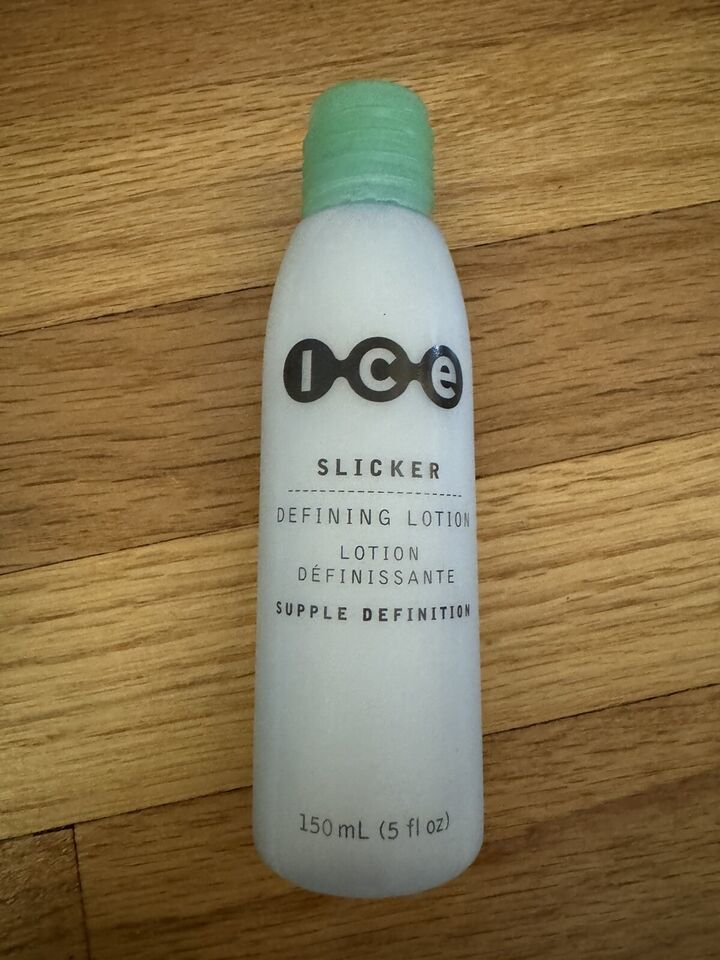 Ice
SLICKER
DEFINING LOTION
LOTION
DÉFINISSANTE
SUPPLE DEFINITION
150 mL (5 fl oz)